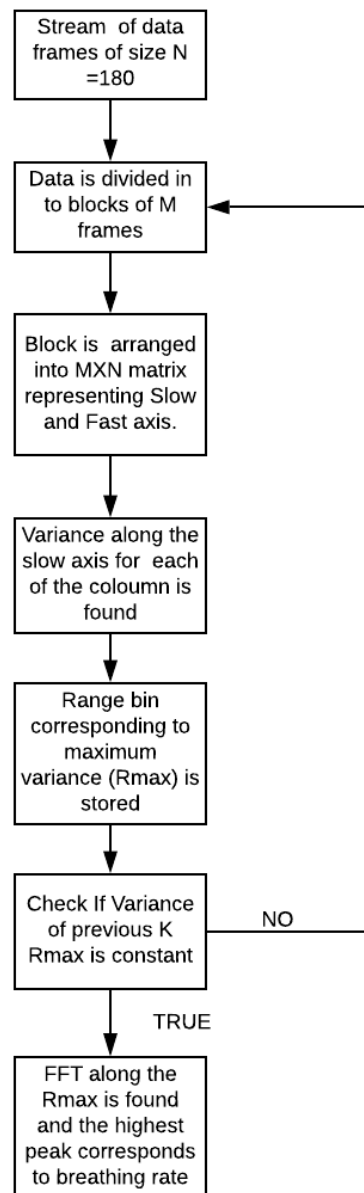 Stream of data
frames of size N
=180
Data is divided in
to blocks of M
frames
Block is arranged
into MXN matrix
representing Slow
and Fast axis.
Variance along the
slow axis for each
of the coloumn is
found
Range bin
corresponding to
maximum
variance (Rmax) is
stored
Check If Variance
of previous K
Rmax is constant
NO
TRUE
FFT along the
Rmax is found
and the highest
peak corresponds
to breathing rate